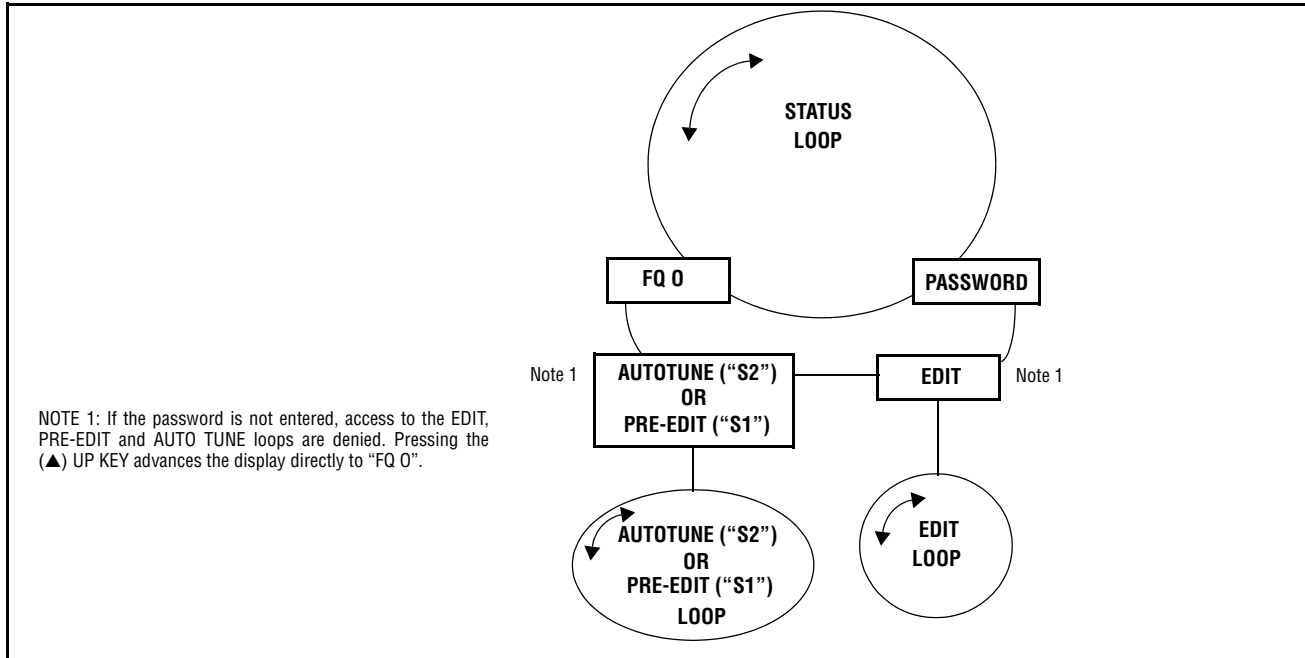 STATUS
LOOP
FQ O
PASSWORD
Note 1
AUTOTUNE (“S2”)
OR
PRE-EDIT (“S1”)
EDIT
Note 1
NOTE 1: If the password is not entered, access to the EDIT,
PRE-EDIT and AUTO TUNE loops are denied. Pressing the
(▲) UP KEY advances the display directly to “FQ O”.
AUTOTUNE (“S2”)
OR
PRE-EDIT (“S1”)
LOOP
EDIT
LOOP